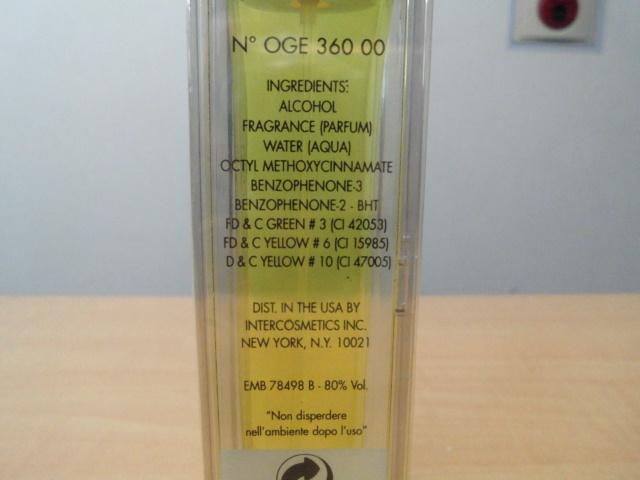 N° OGE 360 00
INGREDIENTS:
ALCOHOL
FRAGRANCE (PARFUM)
WATER (AQUA)
OCTYL METHOXYCINNAMATE
BENZOPHENONE-3
BENZOPHENONE-2 - BHT
FD & C GREEN # 3 (CI 42053)
FD & C YELLOW # 6 (CI 15985)
D & C YELLOW # 10 (CI 47005)
DIST. IN THE USA BY
INTERCOSMETICS INC.
NEW YORK, N.Y. 10021
EMB 78498 B - 80% Vol.
"Non disperdere
nell'ambiente dopo l'uso"